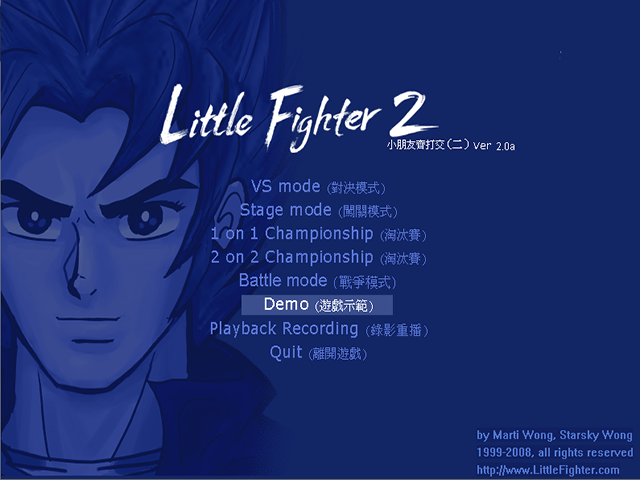 Little Fighter 2
小朋友齊打交(二) ver 2.0a
VS mode (對決模式)
Stage mode (闖關模式)
1 on 1 Championship (淘汰賽)
2 on 2 Championship (淘汰賽)
Battle mode (戰爭模式)
Demo (遊戲示範)
Playback Recording (錄影重播)
Quit (離開遊戲)
by Marti Wong, Starsky Wong
1999-2008, all rights reserved
http://www.LittleFighter.com